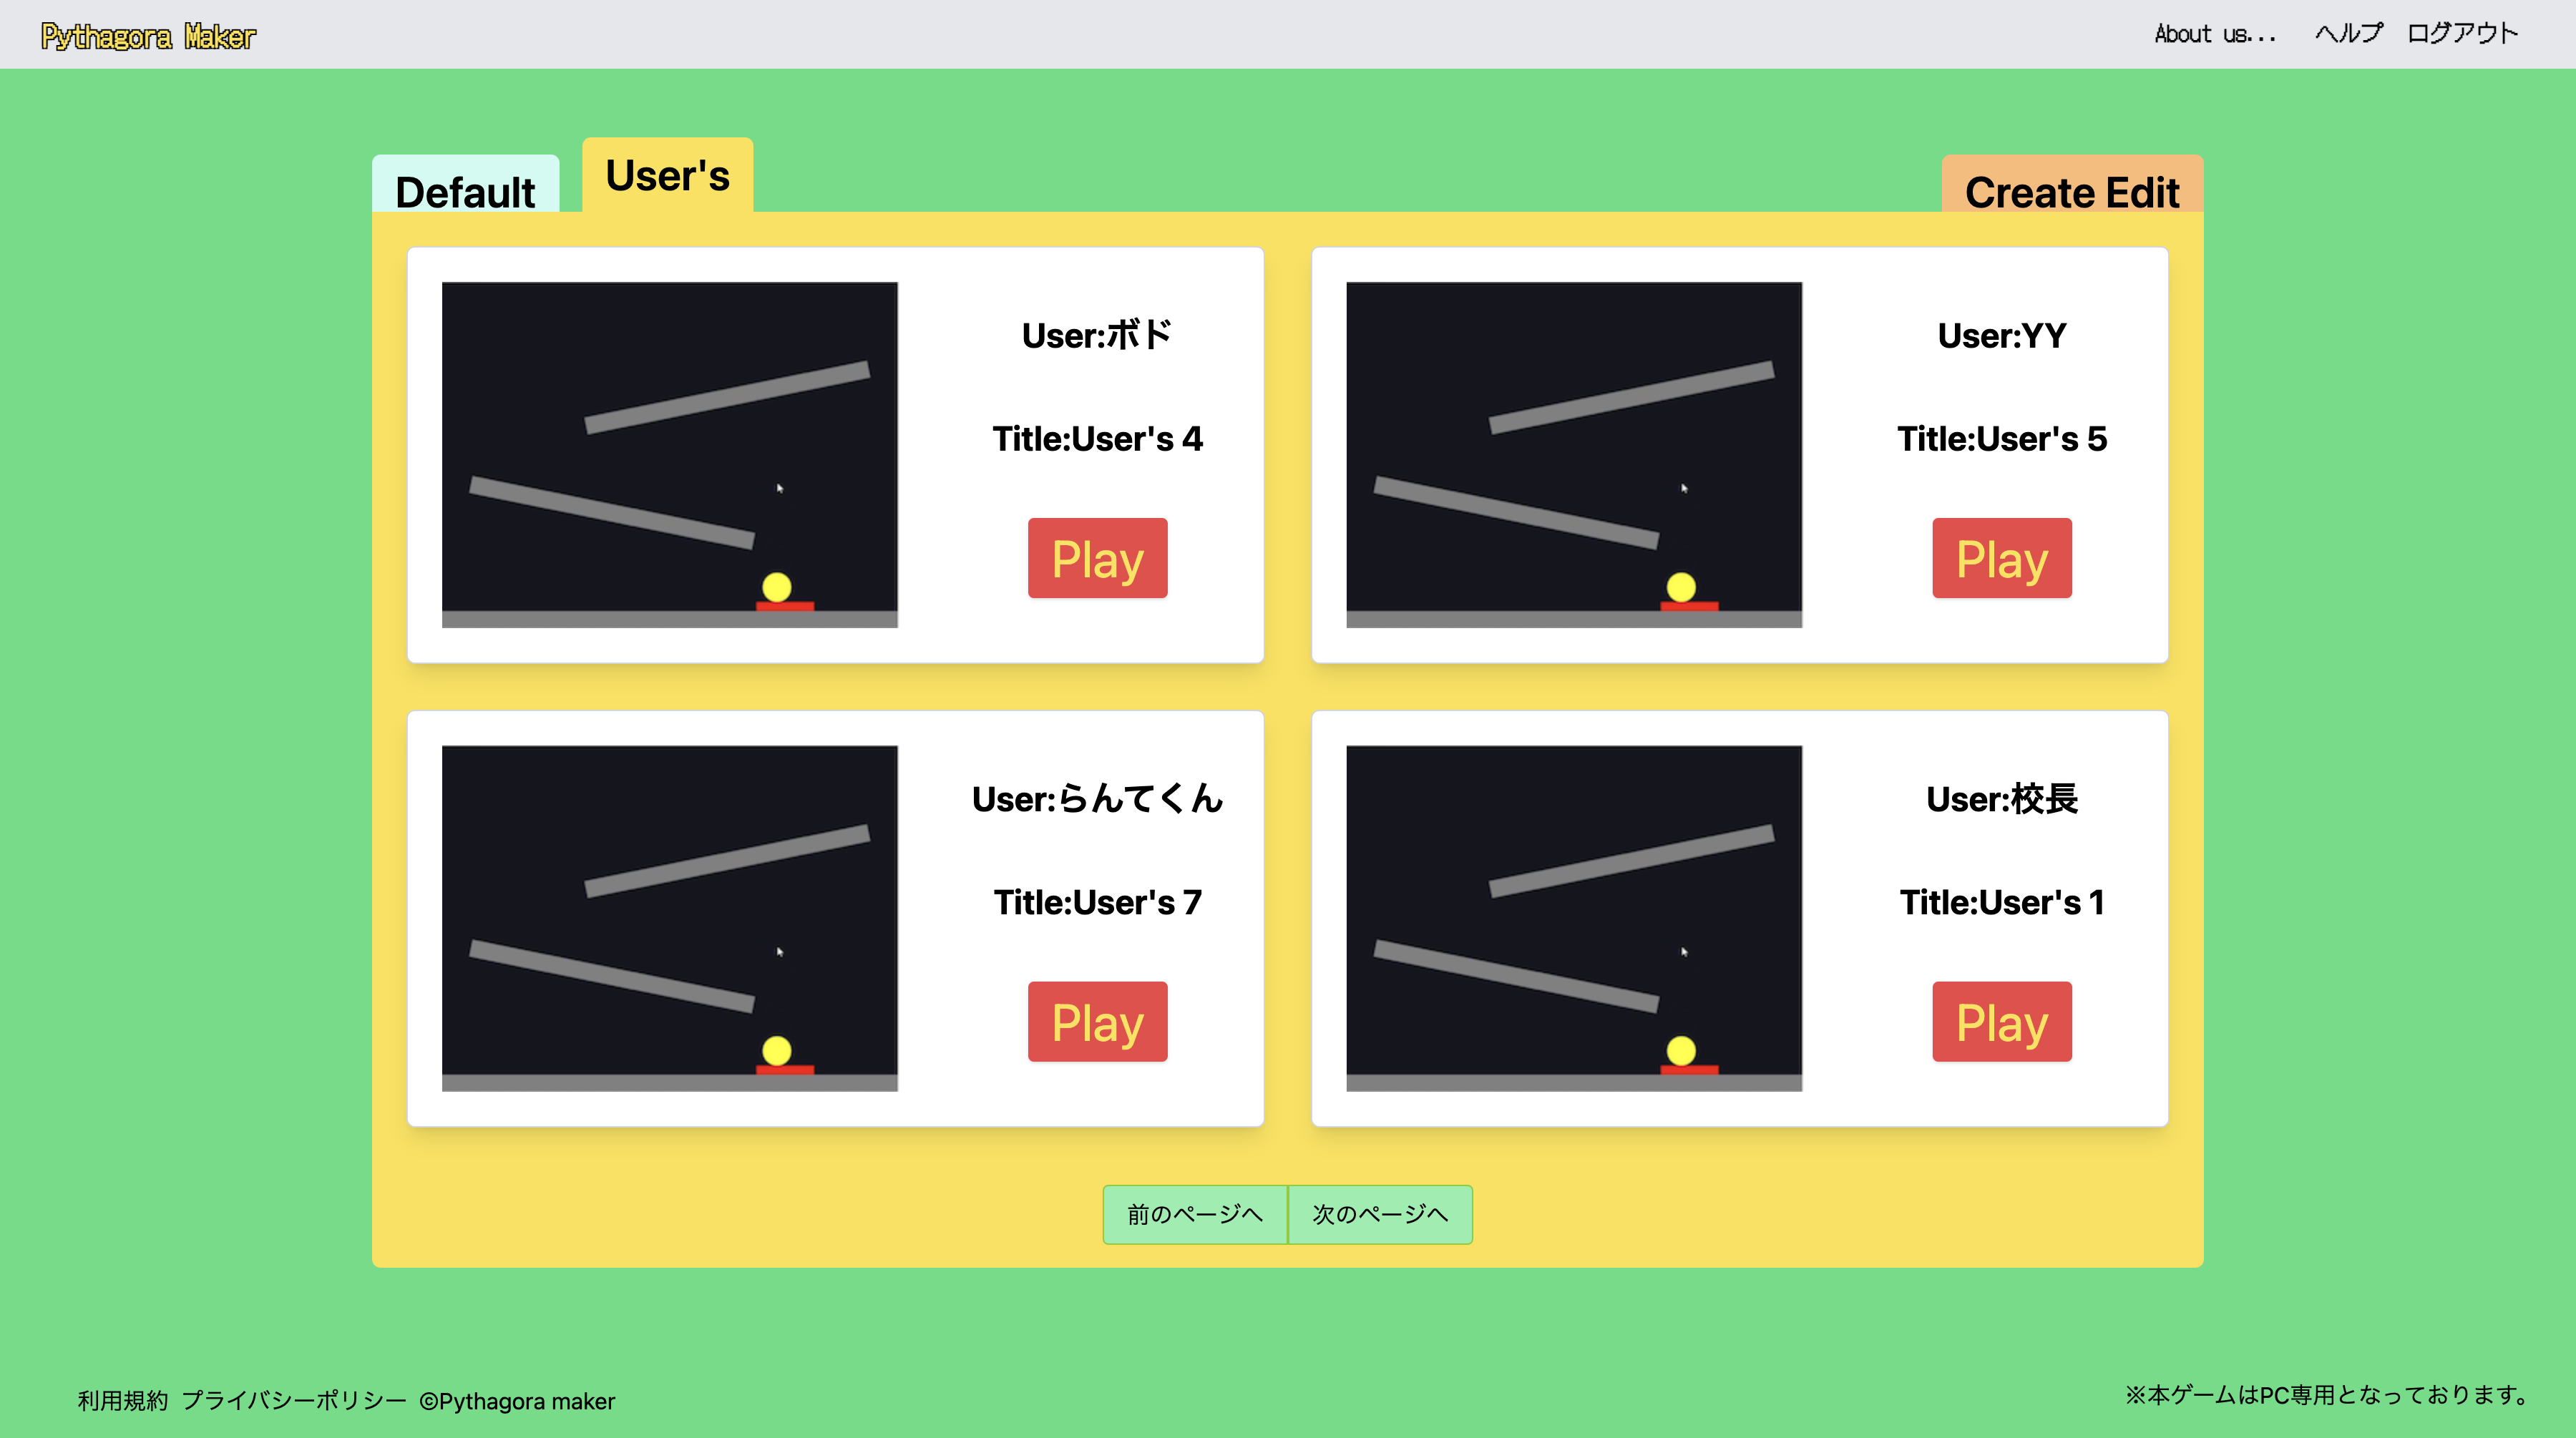 Pythagora Maker
About us... ヘルプ ログアウト
Default
User's
Create Edit
User:ボド
Title:User's 4
Play
User:YY
Title:User's 5
Play
User:らんてくん
Title:User's 7
Play
User:校長
Title:User's 1
Play
前のページへ 次のページへ
利用規約 プライバシーポリシー ©Pythagora maker
※本ゲームはPC専用となっております。